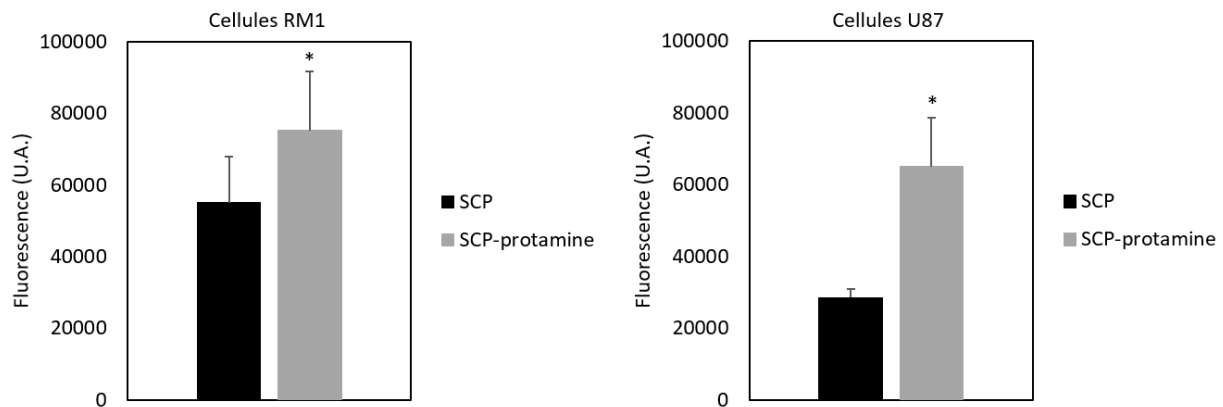 Cellules RM1
100000
80000
60000
40000
20000
0
Fluorescence (U.A.)
*
SCP
SCP-protamine
Cellules U87
100000
80000
60000
40000
20000
0
Fluorescence (U.A.)
*
SCP
SCP-protamine